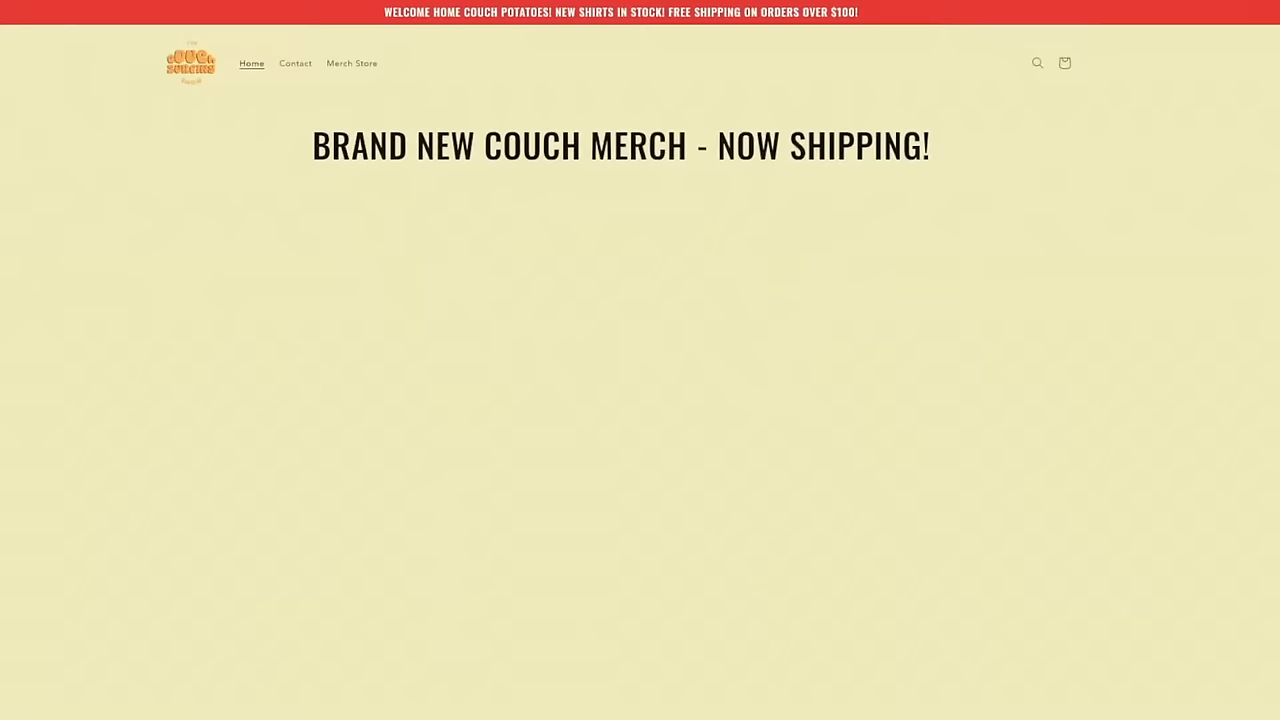 WELCOME HOME COUCH POTATOES! NEW SHIRTS IN STOCK! FREE SHIPPING ON ORDERS OVER $100!
Home Contact Merch Store
BRAND NEW COUCH MERCH - NOW SHIPPING!